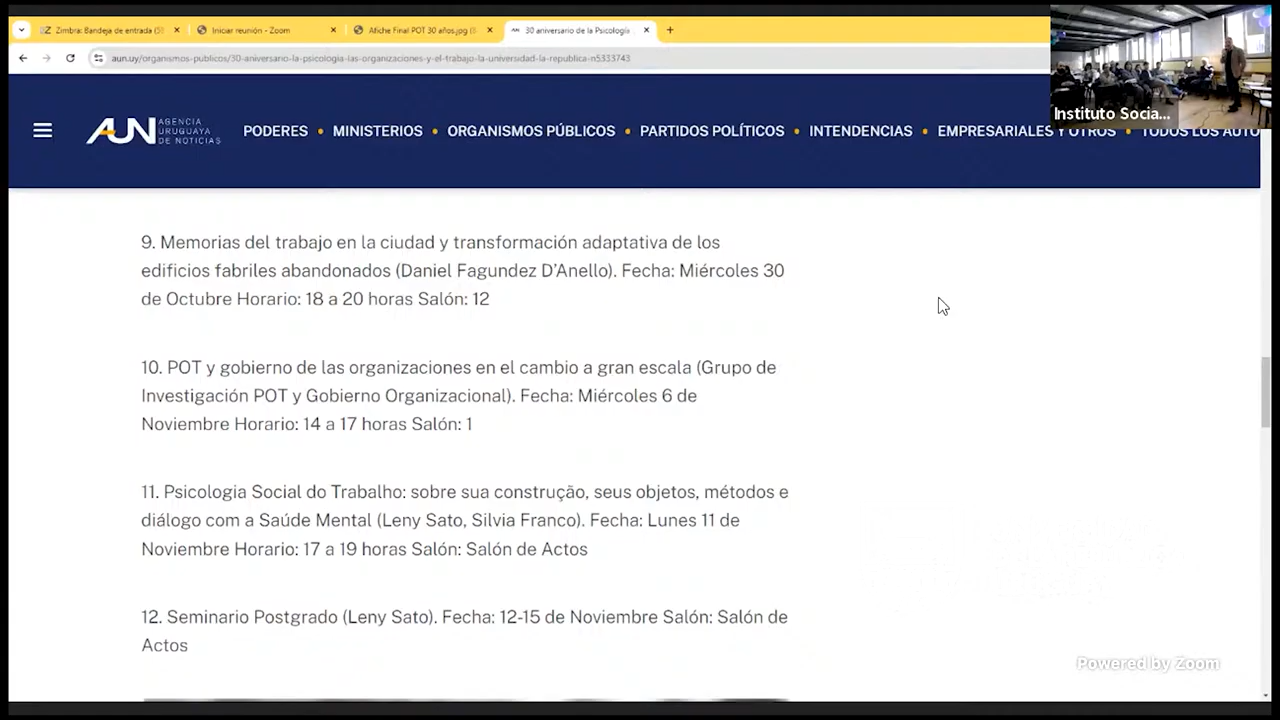 Zimbra: Bandeja de entrada (5
Iniciar reunión - Zoom
Afiche Final POT 30 años.jpg (
30 aniversario de la Psicología
aun.uy/organismos-publicos/30-aniversario-la-psicologia-las-organizaciones-y-el-trabajo-la-universidad-la-republica-n5333743
Instituto Socia...
AUN AGENCIA
URUGUAYA
DE NOTICIAS
PODERES • MINISTERIOS • ORGANISMOS PÚBLICOS • PARTIDOS POLÍTICOS • INTENDENCIAS • EMPRESARIALES Y OTROS • TODOS LOS AUTO
9. Memorias del trabajo en la ciudad y transformación adaptativa de los
edificios fabriles abandonados (Daniel Fagundez D'Anello). Fecha: Miércoles 30
de Octubre Horario: 18 a 20 horas Salón: 12
10. POT y gobierno de las organizaciones en el cambio a gran escala (Grupo de
Investigación POT y Gobierno Organizacional). Fecha: Miércoles 6 de
Noviembre Horario: 14 a 17 horas Salón: 1
11. Psicologia Social do Trabalho: sobre sua construção, seus objetos, métodos e
diálogo com a Saúde Mental (Leny Sato, Silvia Franco). Fecha: Lunes 11 de
Noviembre Horario: 17 a 19 horas Salón: Salón de Actos
12. Seminario Postgrado (Leny Sato). Fecha: 12-15 de Noviembre Salón: Salón de
Actos
Powered by Zoom